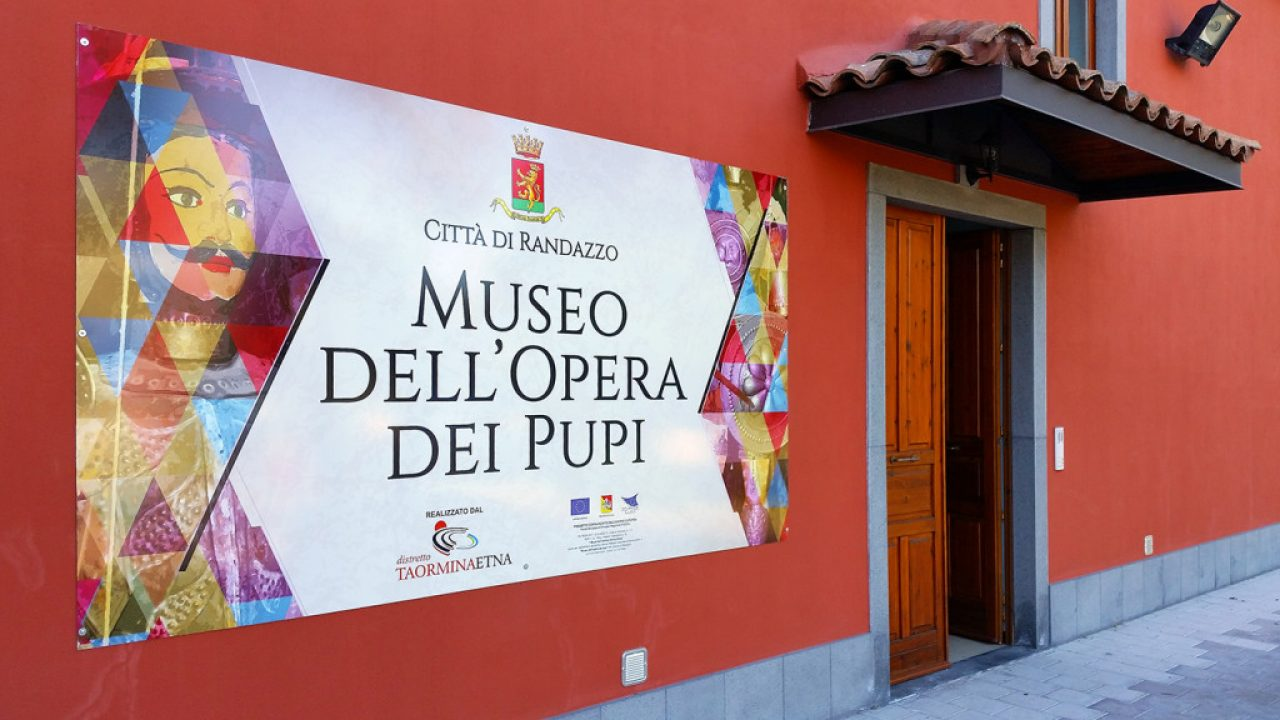 CITTÀ DI RANDAZZO
MUSEO
DELL'OPERA
DEI PUPI
REALIZZATO DAL
distretto
TAORMINAETNA